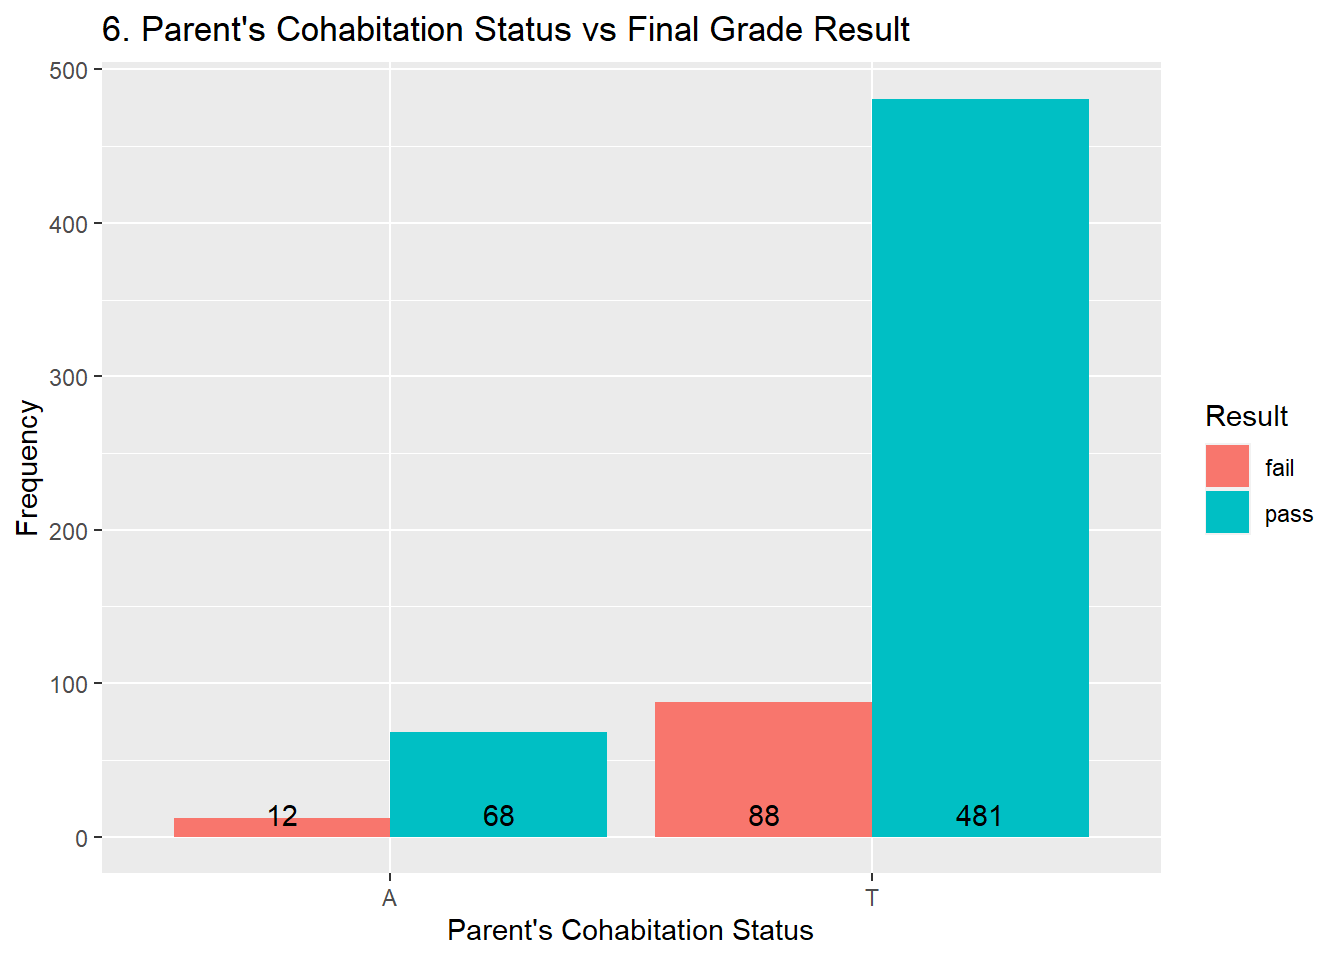 6. Parent's Cohabitation Status vs Final Grade Result
500
400
300
200
100
0
Frequency
12
68
88
481
A
T
Parent's Cohabitation Status
Result
fail
pass